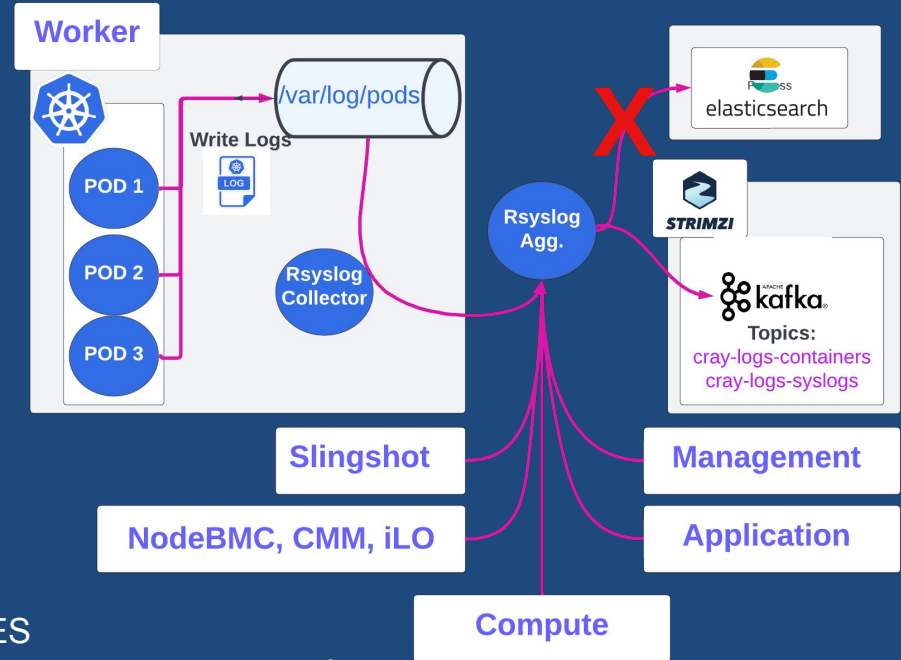 Worker
/var/log/pods
Write Logs
LOG
POD 1
POD 2
POD 3
Rsyslog
Collector
Rsyslog
Agg.
X
elasticsearch
STRIMZI
APACHE
kafka®
Topics:
cray-logs-containers
cray-logs-syslogs
Slingshot
Management
NodeBMC, CMM, iLO
Application
Compute
ES